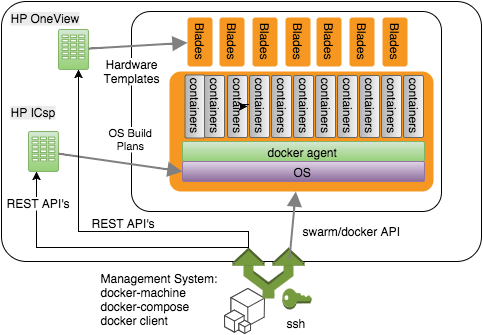 HP OneView
Blades
Blades
Blades
Blades
Blades
Blades
Blades
Hardware
Templates
containers
containers
containers
containers
containers
containers
containers
containers
containers
containers
HP ICsp
OS Build
Plans
docker agent
OS
REST API's
REST API's
swarm/docker API
Management System:
docker-machine
docker-compose
docker client
ssh